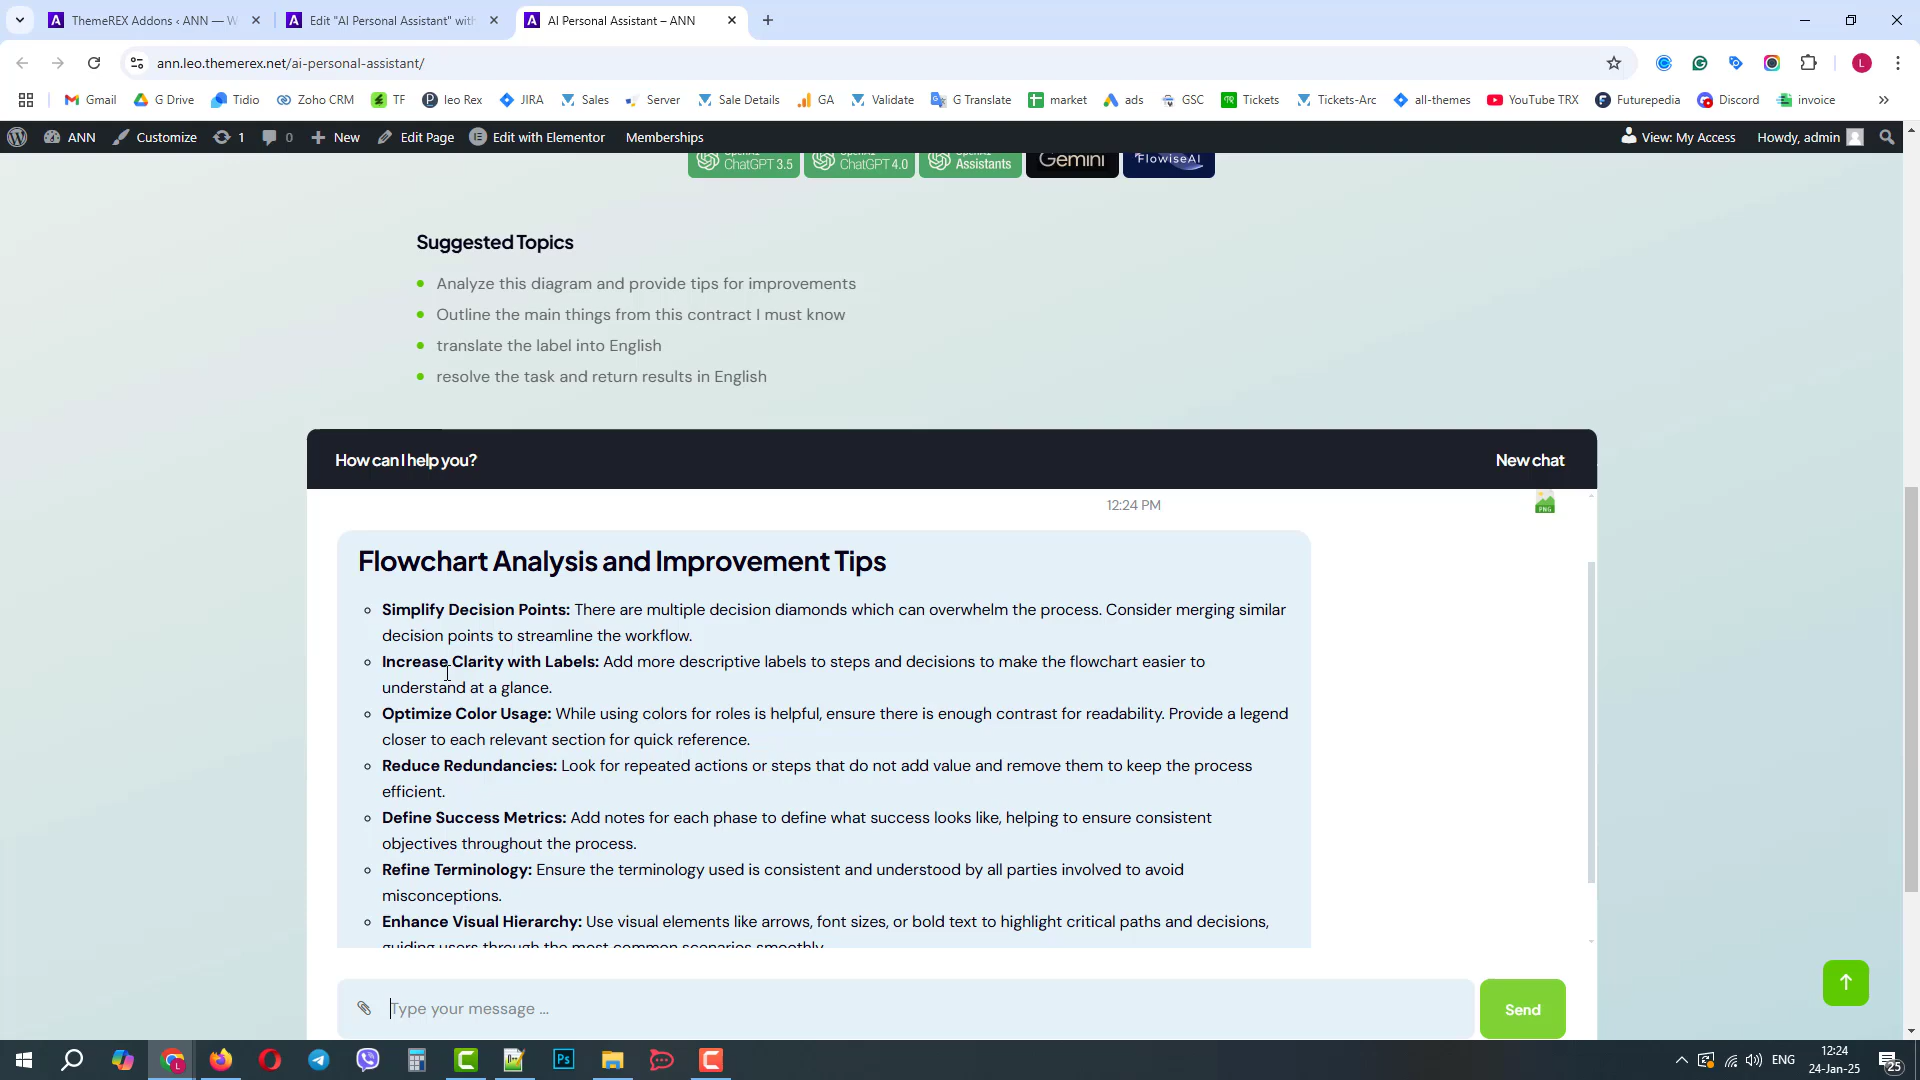 ThemeREX Addons ‹ ANN — W
Edit "AI Personal Assistant" with
AI Personal Assistant – ANN
ann.leo.themerex.net/ai-personal-assistant/
L
Gmail
G Drive
Tidio
Zoho CRM
TF
leo Rex
JIRA
Sales
Server
Sale Details
GA
Validate
G Translate
market
ads
GSC
Tickets
Tickets-Arc
all-themes
YouTube TRX
Futurepedia
Discord
invoice
ANN
Customize
1
0
New
Edit Page
Edit with Elementor
Memberships
View: My Access
Howdy, admin
ChatGPT 3.5
ChatGPT 4.0
Assistants
Gemini
FlowiseAI
Suggested Topics
Analyze this diagram and provide tips for improvements
Outline the main things from this contract I must know
translate the label into English
resolve the task and return results in English
How can I help you?
New chat
12:24 PM
PNG
Flowchart Analysis and Improvement Tips
Simplify Decision Points: There are multiple decision diamonds which can overwhelm the process. Consider merging similar
decision points to streamline the workflow.
Increase Clarity with Labels: Add more descriptive labels to steps and decisions to make the flowchart easier to
understand at a glance.
Optimize Color Usage: While using colors for roles is helpful, ensure there is enough contrast for readability. Provide a legend
closer to each relevant section for quick reference.
Reduce Redundancies: Look for repeated actions or steps that do not add value and remove them to keep the process
efficient.
Define Success Metrics: Add notes for each phase to define what success looks like, helping to ensure consistent
objectives throughout the process.
Refine Terminology: Ensure the terminology used is consistent and understood by all parties involved to avoid
misconceptions.
Enhance Visual Hierarchy: Use visual elements like arrows, font sizes, or bold text to highlight critical paths and decisions,
guiding users through the most common scenarios smoothly.
Type your message ...
Send
ENG
12:24
24-Jan-25
25